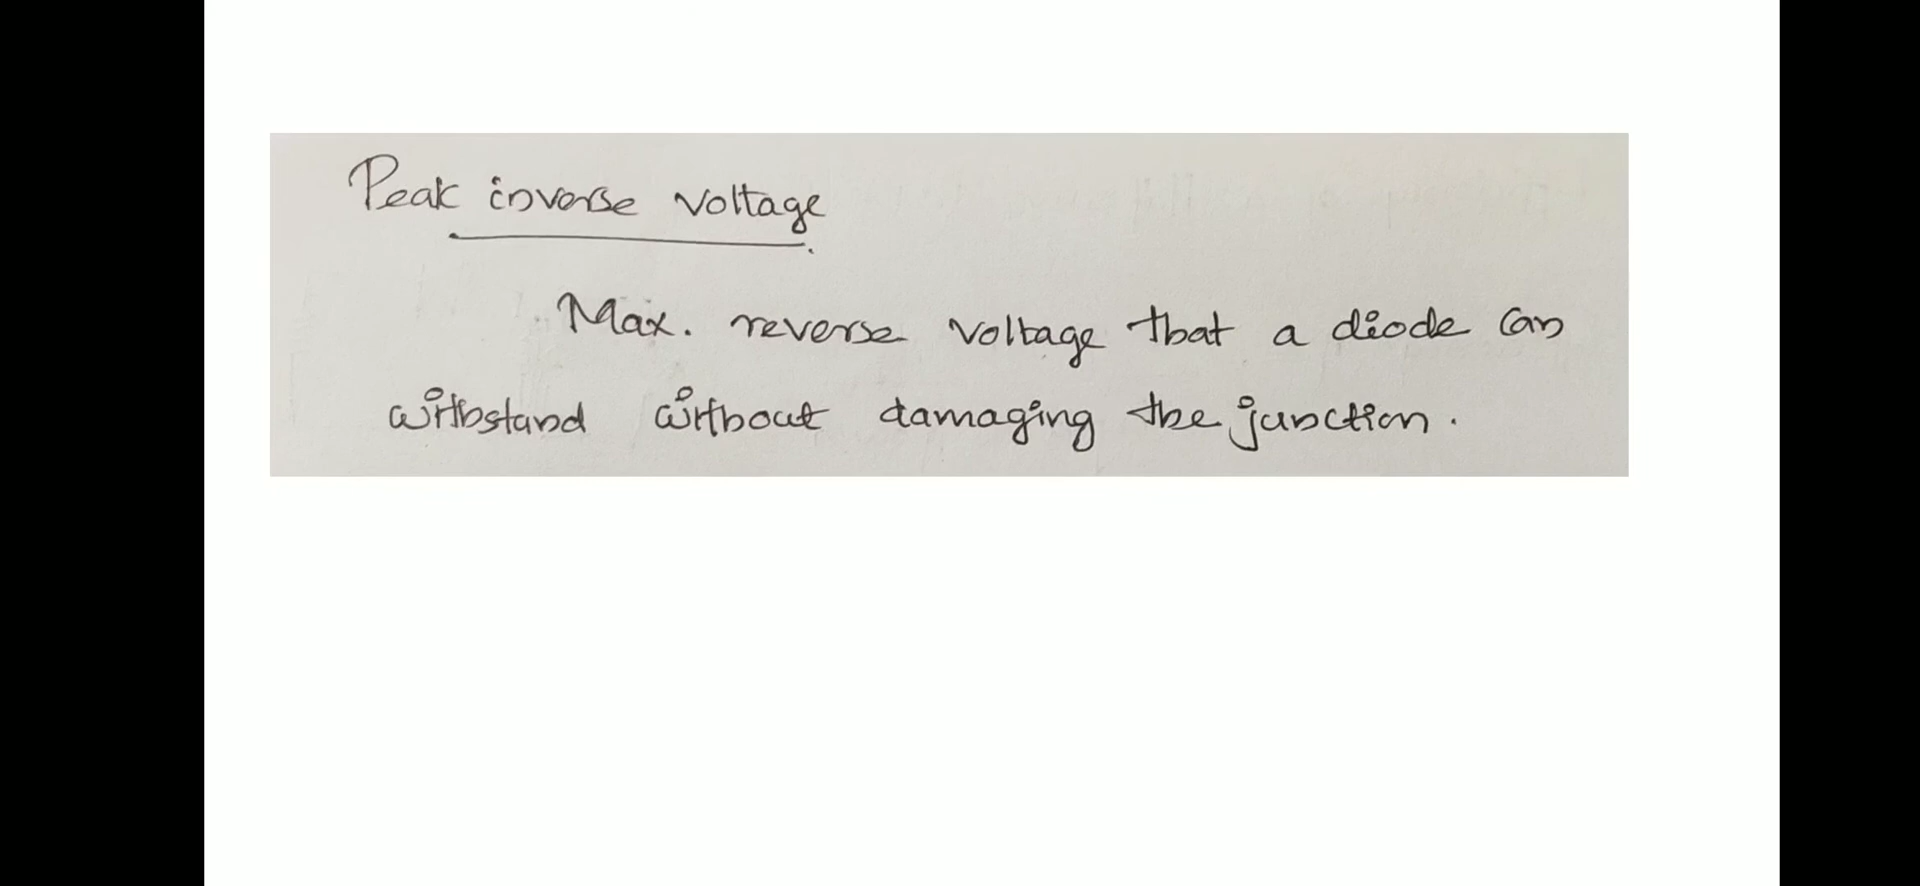 Peak inverse voltage
Max. reverse voltage that a diode can
withstand without damaging the junction.